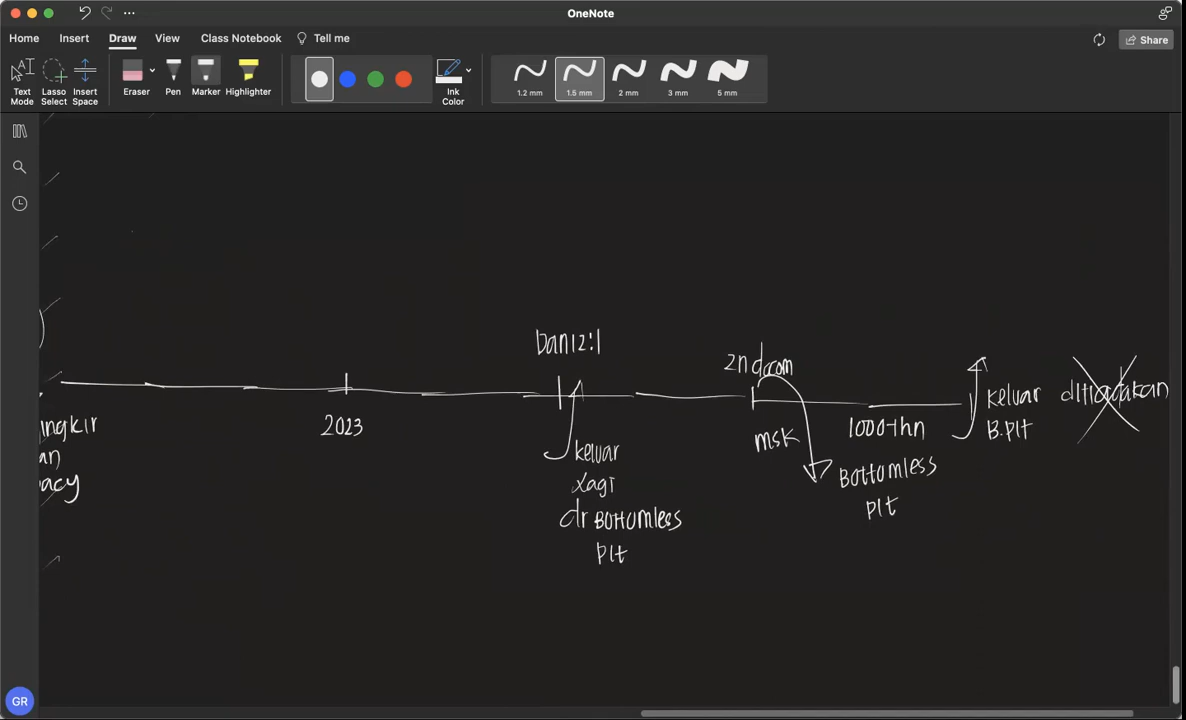 OneNote
Home Insert Draw View Class Notebook Tell me
Share
Text Mode
Lasso Select
Insert Space
Eraser
Pen
Marker
Highlighter
Ink Color
1.2 mm
1.5 mm
2 mm
3 mm
5 mm
Dan12:1
2nd
2023
ingkir
an
acy
keluar
Lagi
dr Bottomless
pit
msk
1000 thn
Bottomless
pit
keluar
B.pit
ditiadakan
GR